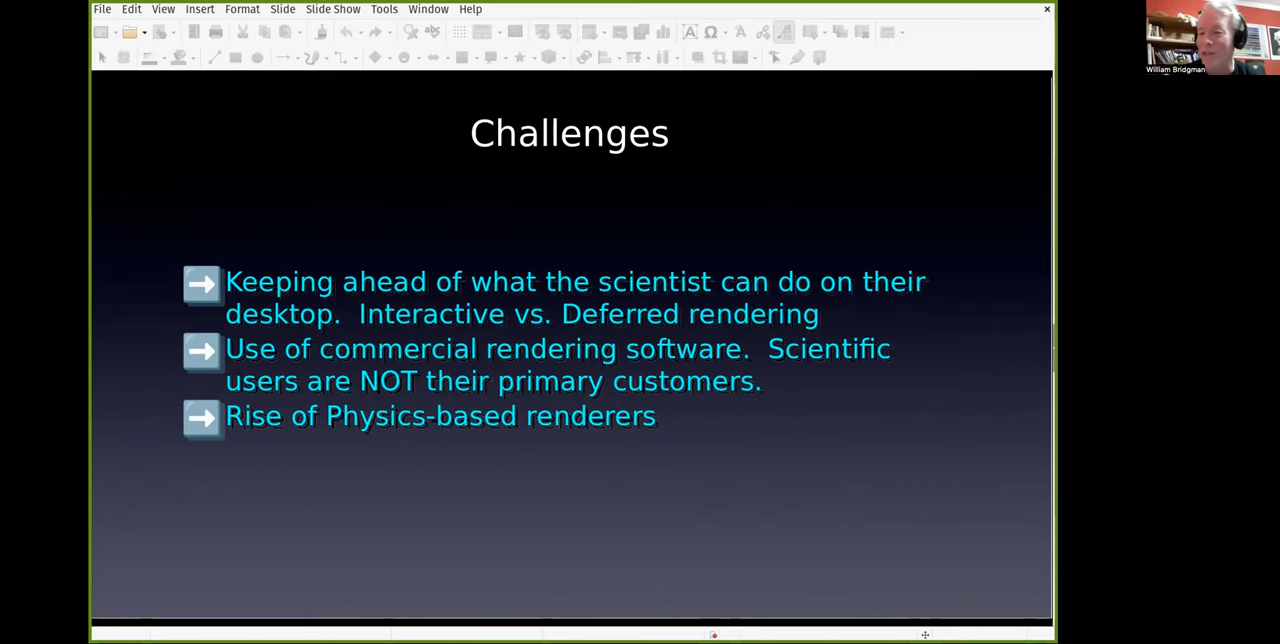 File Edit View Insert Format Slide Slide Show Tools Window Help
William Bridgman
Challenges
Keeping ahead of what the scientist can do on their
desktop.  Interactive vs. Deferred rendering
Use of commercial rendering software.  Scientific
users are NOT their primary customers.
Rise of Physics-based renderers